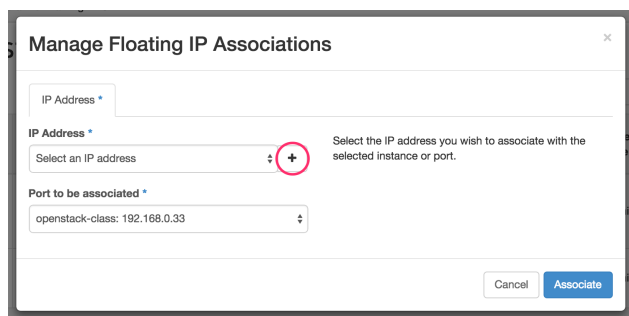 Manage Floating IP Associations
×
IP Address *
IP Address *
Select an IP address
+
Select the IP address you wish to associate with the
selected instance or port.
Port to be associated *
openstack-class: 192.168.0.33
Cancel
Associate